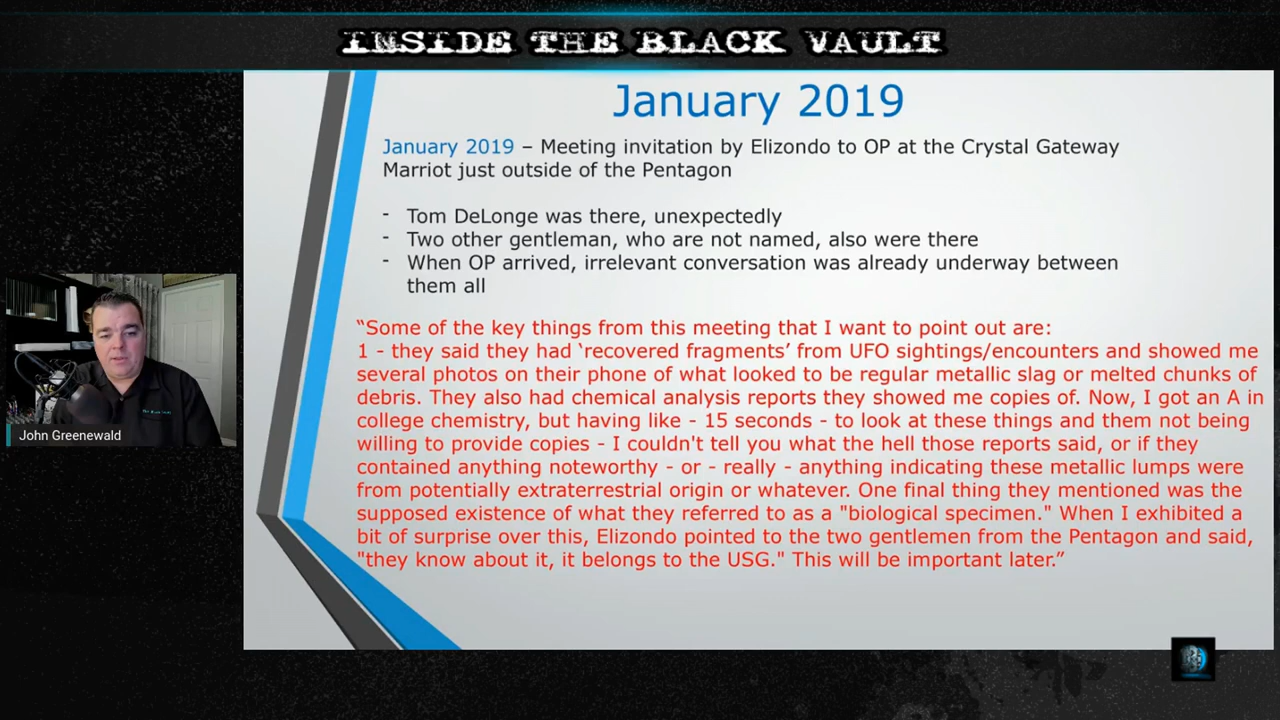 INSIDE THE BLACK VAULT
January 2019
January 2019 – Meeting invitation by Elizondo to OP at the Crystal Gateway
Marriot just outside of the Pentagon
- Tom DeLonge was there, unexpectedly
- Two other gentleman, who are not named, also were there
- When OP arrived, irrelevant conversation was already underway between
them all
“Some of the key things from this meeting that I want to point out are:
1 - they said they had ‘recovered fragments’ from UFO sightings/encounters and showed me
several photos on their phone of what looked to be regular metallic slag or melted chunks of
debris. They also had chemical analysis reports they showed me copies of. Now, I got an A in
college chemistry, but having like - 15 seconds - to look at these things and them not being
willing to provide copies - I couldn't tell you what the hell those reports said, or if they
contained anything noteworthy - or - really - anything indicating these metallic lumps were
from potentially extraterrestrial origin or whatever. One final thing they mentioned was the
supposed existence of what they referred to as a "biological specimen." When I exhibited a
bit of surprise over this, Elizondo pointed to the two gentlemen from the Pentagon and said,
"they know about it, it belongs to the USG." This will be important later.”
John Greenewald